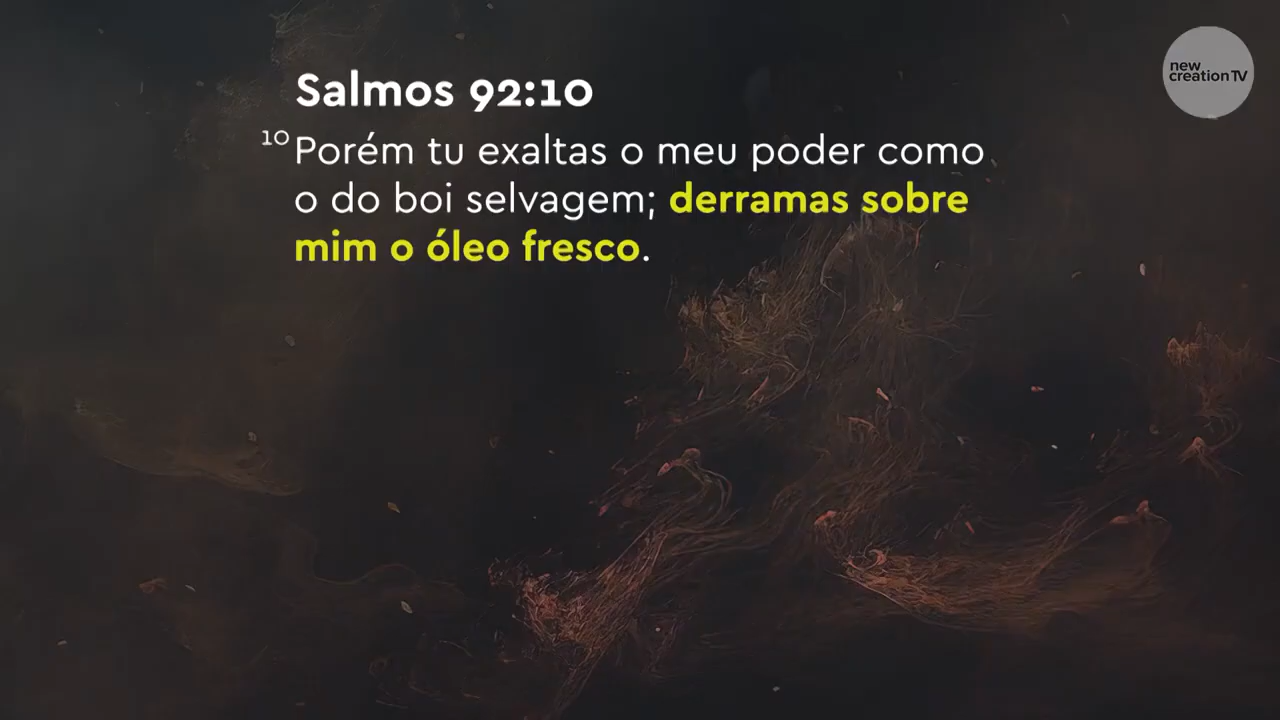 new
creation TV
Salmos 92:10
10 Porém tu exaltas o meu poder como
o do boi selvagem; derramas sobre
mim o óleo fresco.